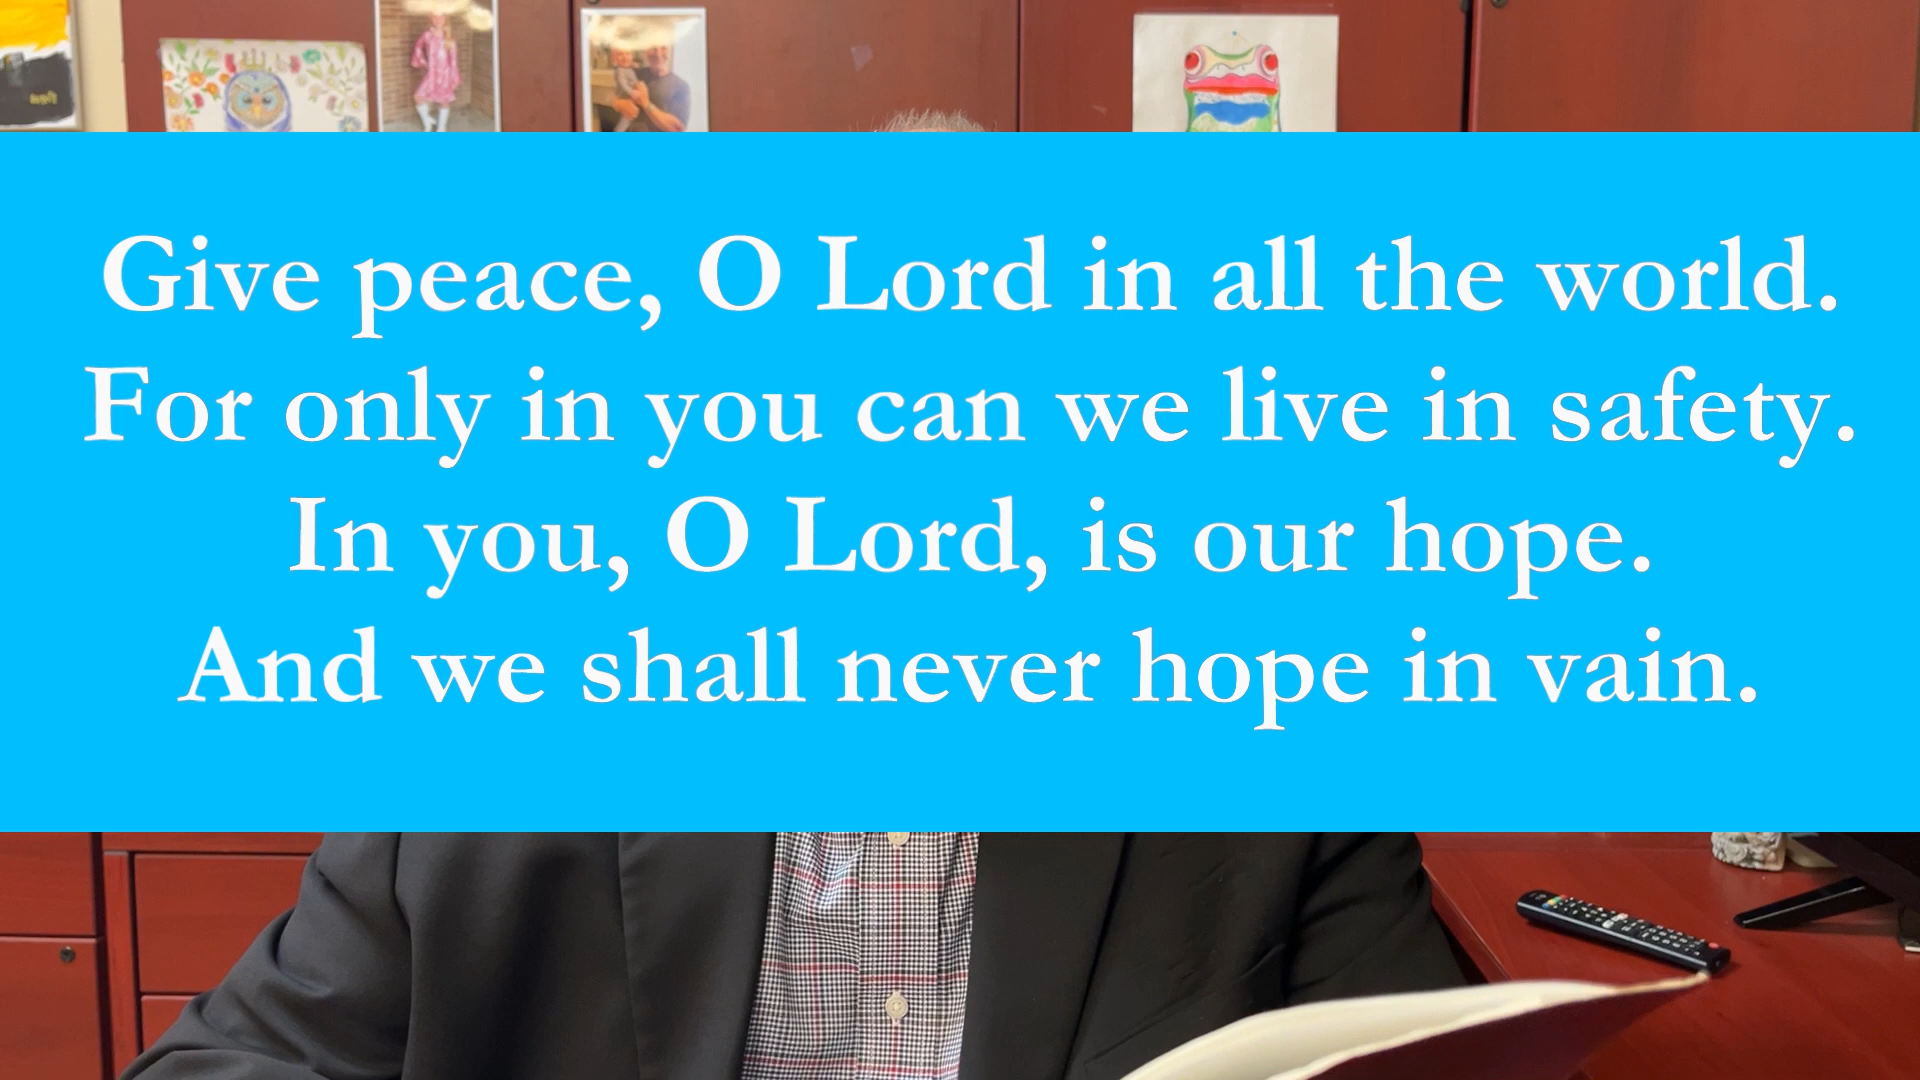 Give peace, O Lord in all the world.
For only in you can we live in safety.
In you, O Lord, is our hope.
And we shall never hope in vain.